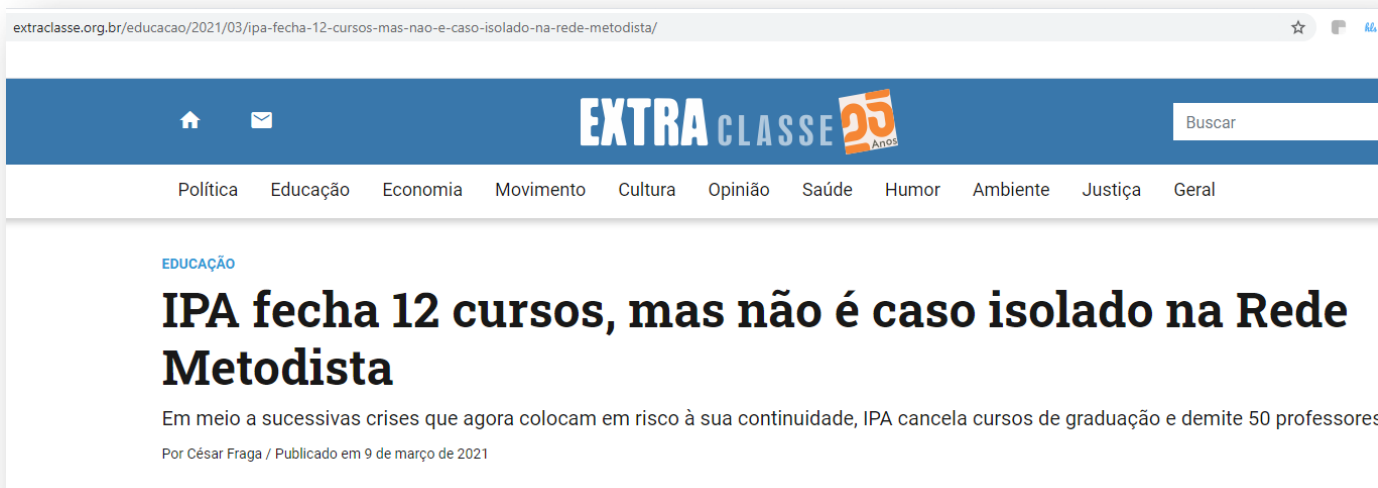 extraclasse.org.br/educacao/2021/03/ipa-fecha-12-cursos-mas-nao-e-caso-isolado-na-rede-metodista/
hls
EXTRA CLASSE 25 Anos
Buscar
Política Educação Economia Movimento Cultura Opinião Saúde Humor Ambiente Justiça Geral
EDUCAÇÃO
IPA fecha 12 cursos, mas não é caso isolado na Rede
Metodista
Em meio a sucessivas crises que agora colocam em risco à sua continuidade, IPA cancela cursos de graduação e demite 50 professores
Por César Fraga / Publicado em 9 de março de 2021